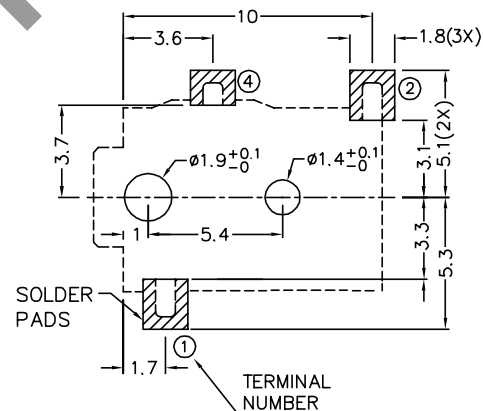 10
3.6
1.8(3X)
④
②
3.7
ø1.9+0.1 -0
ø1.4+0.1 -0
3.1
5.1(2X)
1
5.4
3.3
5.3
SOLDER
PADS
①
1.7
TERMINAL
NUMBER